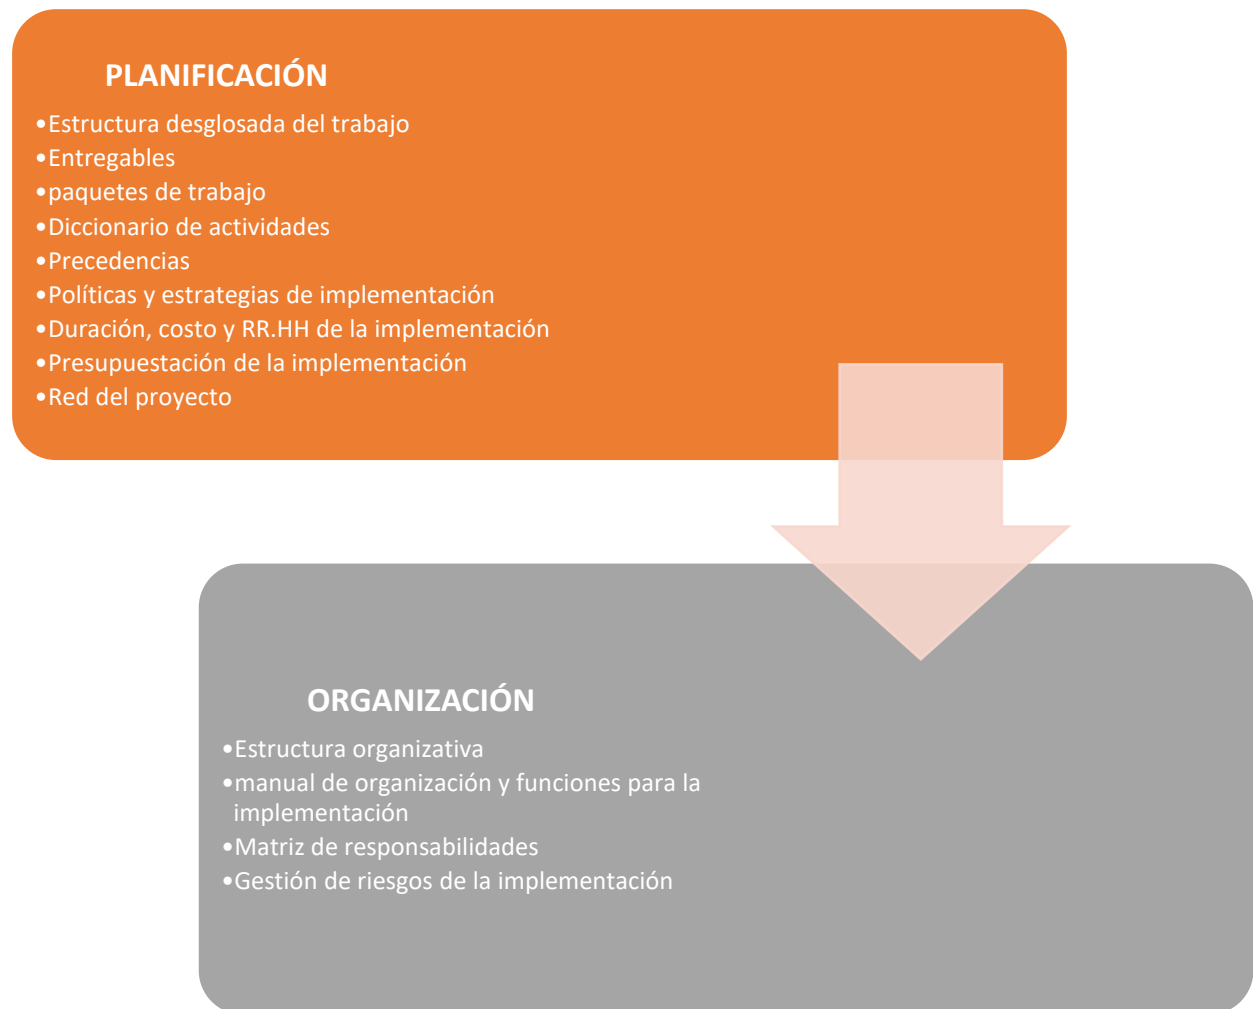 PLANIFICACIÓN
•Estructura desglosada del trabajo
•Entregables
•paquetes de trabajo
•Diccionario de actividades
•Precedencias
•Políticas y estrategias de implementación
•Duración, costo y RR.HH de la implementación
•Presupuestación de la implementación
•Red del proyecto
ORGANIZACIÓN
•Estructura organizativa
•manual de organización y funciones para la
implementación
•Matriz de responsabilidades
•Gestión de riesgos de la implementación